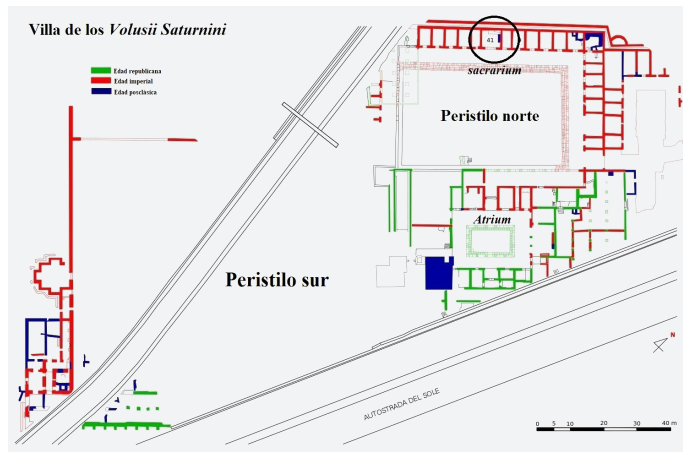 Villa de los Volusii Saturnini
Edad republicana
Edad imperial
Edad posclásica
41
sacrarium
Peristilo norte
Atrium
Peristilo sur
N
AUTOSTRADA DEL SOLE
0 5 10 20 30 40 m